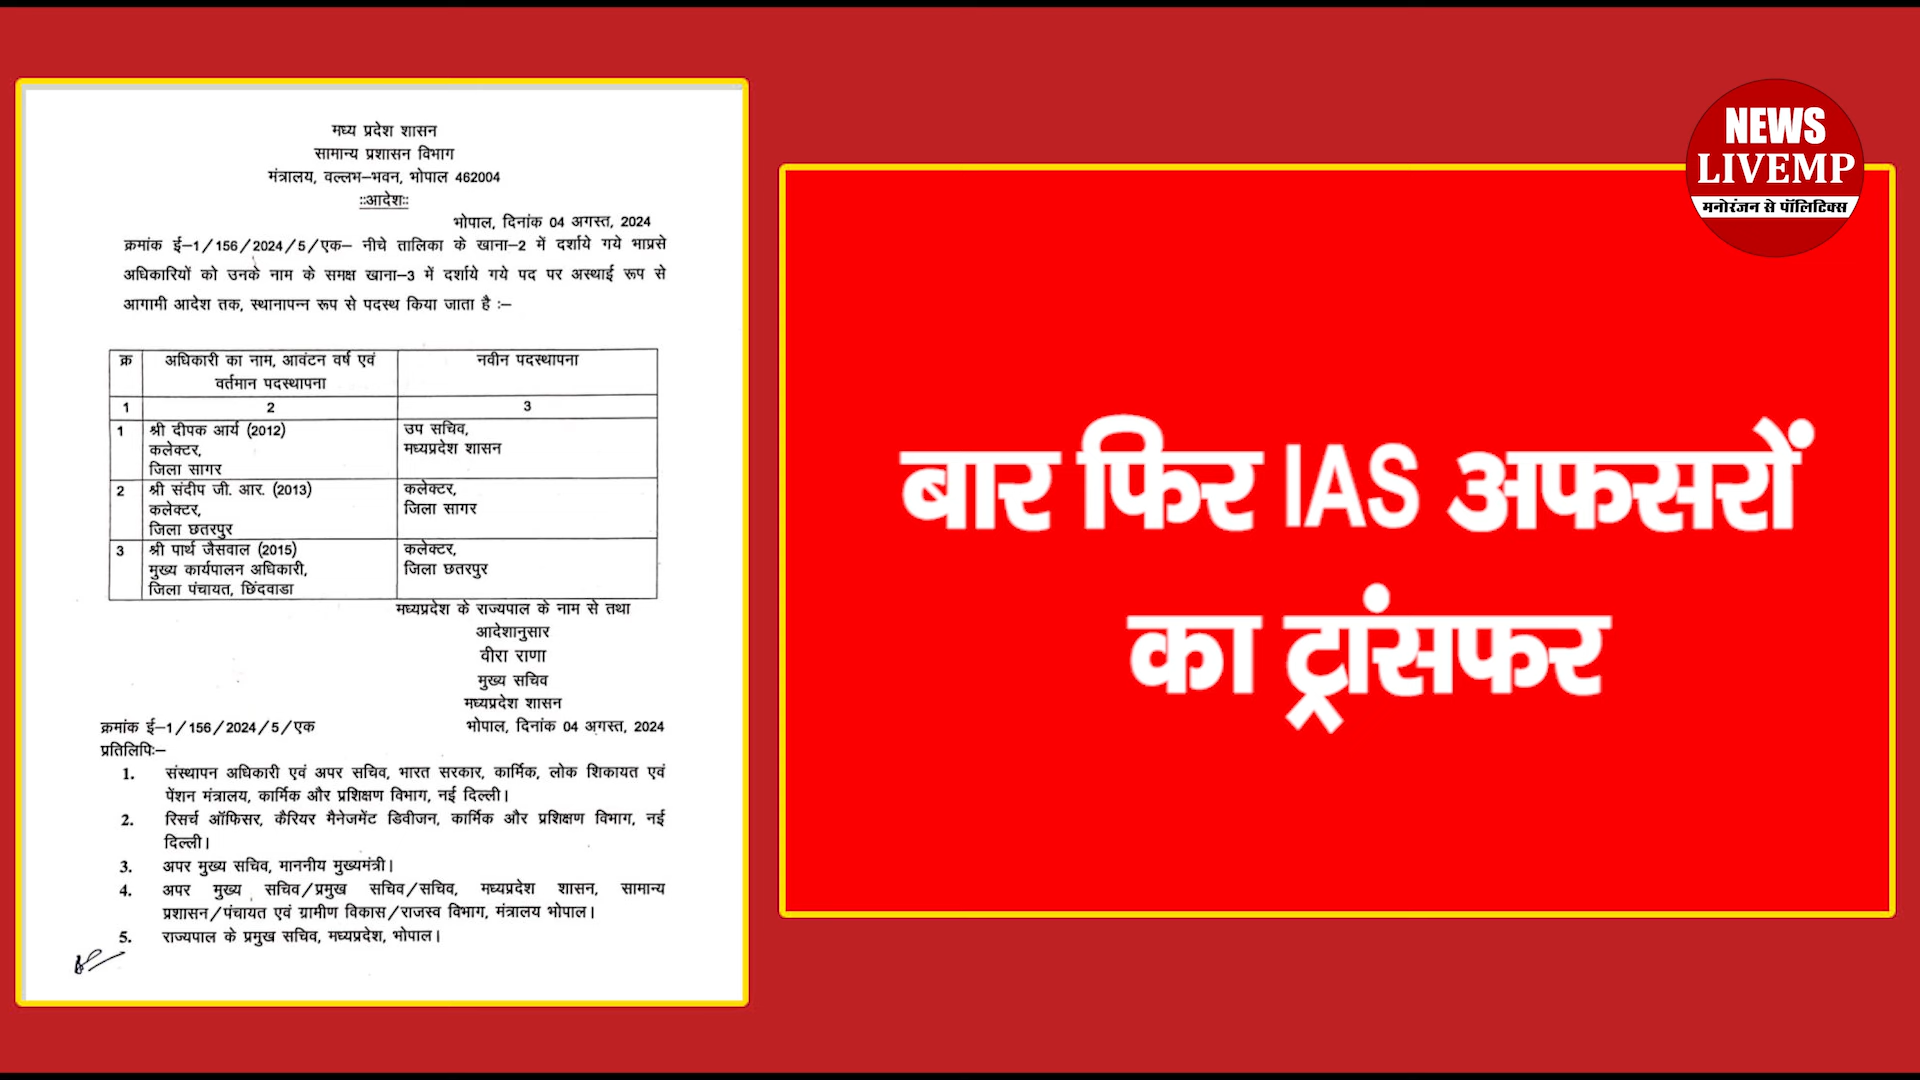 मध्य प्रदेश शासन
सामान्य प्रशासन विभाग
मंत्रालय, वल्लभ–भवन, भोपाल 462004
::आदेश::
भोपाल, दिनांक 04 अगस्त, 2024
क्रमांक ई–1/156/2024/5/एक– नीचे तालिका के खाना–2 में दर्शाये गये भाप्रसे
अधिकारियों को उनके नाम के समक्ष खाना–3 में दर्शाये गये पद पर अस्थाई रूप से
आगामी आदेश तक, स्थानापन्न रूप से पदस्थ किया जाता है :–
क्र
अधिकारी का नाम, आवंटन वर्ष एवं
वर्तमान पदस्थापना
नवीन पदस्थापना
1
2
3
1
श्री दीपक आर्य (2012)
कलेक्टर,
जिला सागर
उप सचिव,
मध्यप्रदेश शासन
2
श्री संदीप जी. आर. (2013)
कलेक्टर,
जिला छतरपुर
कलेक्टर,
जिला सागर
3
श्री पार्थ जैसवाल (2015)
मुख्य कार्यपालन अधिकारी,
जिला पंचायत, छिंदवाडा
कलेक्टर,
जिला छतरपुर
मध्यप्रदेश के राज्यपाल के नाम से तथा
आदेशानुसार
वीरा राणा
मुख्य सचिव
मध्यप्रदेश शासन
क्रमांक ई–1/156/2024/5/एक
भोपाल, दिनांक 04 अगस्त, 2024
प्रतिलिपिः–
1. संस्थापन अधिकारी एवं अपर सचिव, भारत सरकार, कार्मिक, लोक शिकायत एवं
पेंशन मंत्रालय, कार्मिक और प्रशिक्षण विभाग, नई दिल्ली।
2. रिसर्च ऑफिसर, कैरियर मैनेजमेंट डिवीजन, कार्मिक और प्रशिक्षण विभाग, नई
दिल्ली।
3. अपर मुख्य सचिव, माननीय मुख्यमंत्री।
4. अपर मुख्य सचिव/प्रमुख सचिव/सचिव, मध्यप्रदेश शासन, सामान्य
प्रशासन/पंचायत एवं ग्रामीण विकास/राजस्व विभाग, मंत्रालय भोपाल।
5. राज्यपाल के प्रमुख सचिव, मध्यप्रदेश, भोपाल।
NEWS
LIVEMP
मनोरंजन से पॉलिटिक्स
बार फिर IAS अफसरों
का ट्रांसफर